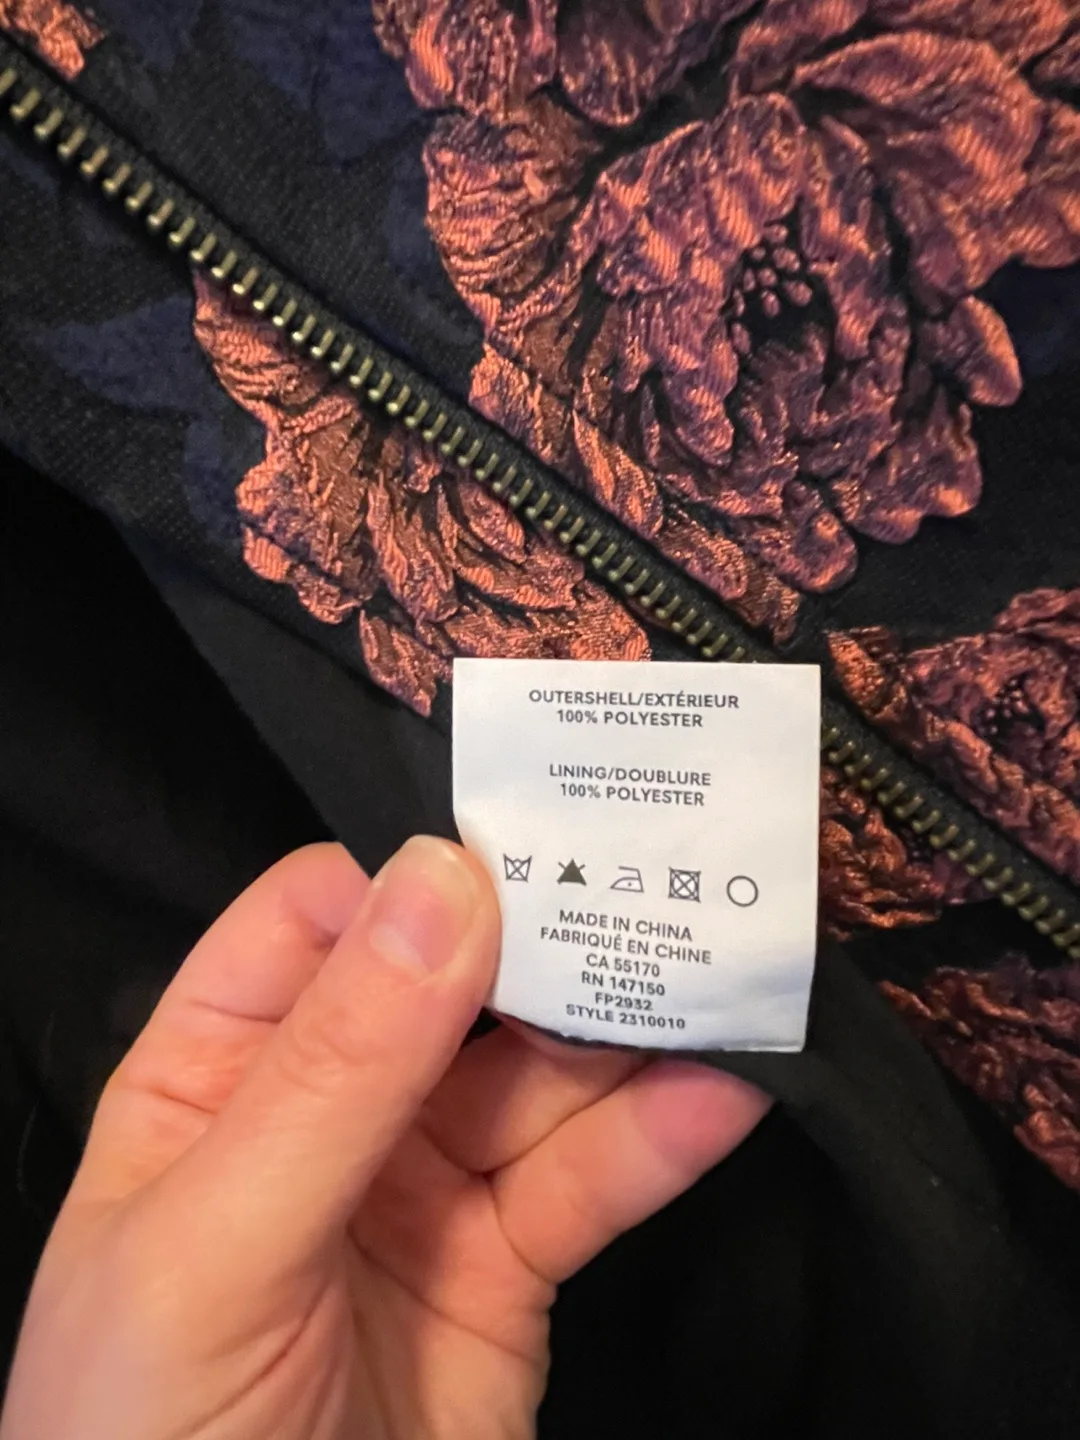 OUTERSHELL/EXTÉRIEUR
100% POLYESTER
LINING/DOUBLURE
100% POLYESTER
MADE IN CHINA
FABRIQUÉ EN CHINE
CA 55170
RN 147150
FP2932
STYLE 2310010